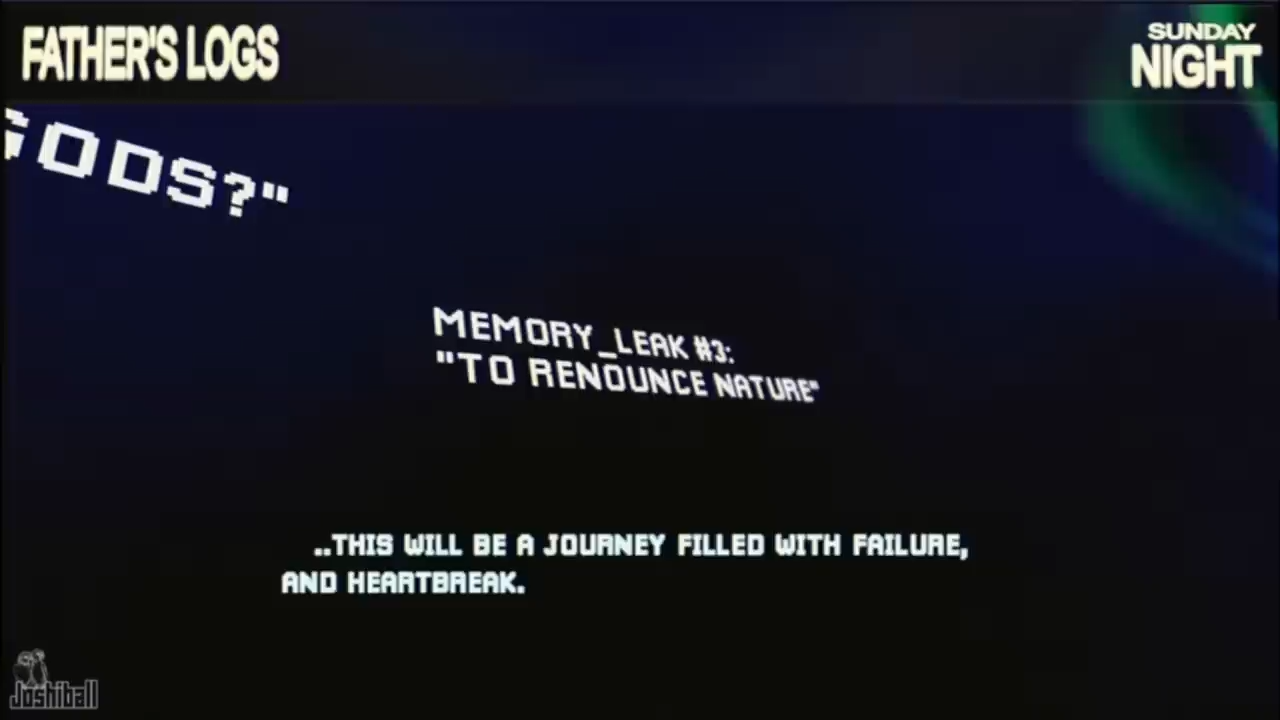 FATHER'S LOGS
SUNDAY
NIGHT
GODS?"
MEMORY_LEAK #3:
"TO RENOUNCE NATURE"
..THIS WILL BE A JOURNEY FILLED WITH FAILURE,
AND HEARTBREAK.
Joshiball